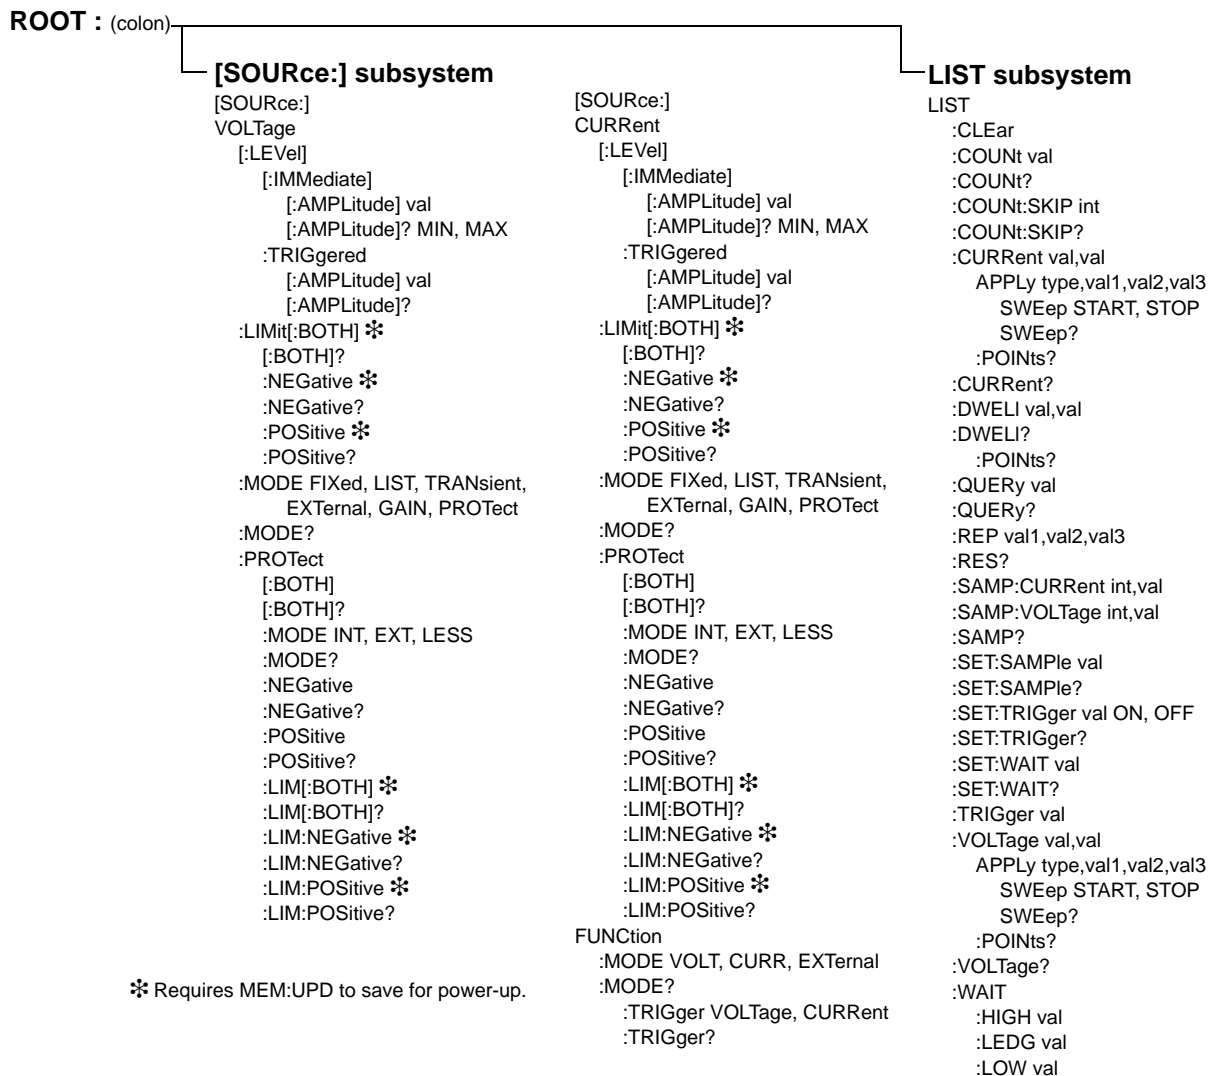 ROOT : (colon)
[SOURce:] subsystem
[SOURce:]
VOLTage
[:LEVel]
[:IMMediate]
[:AMPLitude] val
[:AMPLitude]? MIN, MAX
:TRIGgered
[:AMPLitude] val
[:AMPLitude]?
:LIMit[:BOTH] ✻
[:BOTH]?
:NEGative ✻
:NEGative?
:POSitive ✻
:POSitive?
:MODE FIXed, LIST, TRANsient,
EXTernal, GAIN, PROTect
:MODE?
:PROTect
[:BOTH]
[:BOTH]?
:MODE INT, EXT, LESS
:MODE?
:NEGative
:NEGative?
:POSitive
:POSitive?
:LIM[:BOTH] ✻
:LIM[:BOTH]?
:LIM:NEGative ✻
:LIM:NEGative?
:LIM:POSitive ✻
:LIM:POSitive?
✻ Requires MEM:UPD to save for power-up.
[SOURce:]
CURRent
[:LEVel]
[:IMMediate]
[:AMPLitude] val
[:AMPLitude]? MIN, MAX
:TRIGgered
[:AMPLitude] val
[:AMPLitude]?
:LIMit[:BOTH] ✻
[:BOTH]?
:NEGative ✻
:NEGative?
:POSitive ✻
:POSitive?
:MODE FIXed, LIST, TRANsient,
EXTernal, GAIN, PROTect
:MODE?
:PROTect
[:BOTH]
[:BOTH]?
:MODE INT, EXT, LESS
:MODE?
:NEGative
:NEGative?
:POSitive
:POSitive?
:LIM[:BOTH] ✻
:LIM[:BOTH]?
:LIM:NEGative ✻
:LIM:NEGative?
:LIM:POSitive ✻
:LIM:POSitive?
FUNCtion
:MODE VOLT, CURR, EXTernal
:MODE?
:TRIGger VOLTage, CURRent
:TRIGger?
LIST subsystem
LIST
:CLEar
:COUNt val
:COUNt?
:COUNt:SKIP int
:COUNt:SKIP?
:CURRent val,val
APPLy type,val1,val2,val3
SWEep START, STOP
SWEep?
:POINts?
:CURRent?
:DWELl val,val
:DWELl?
:POINts?
:QUERy val
:QUERy?
:REP val1,val2,val3
:RES?
:SAMP:CURRent int,val
:SAMP:VOLTage int,val
:SAMP?
:SET:SAMPle val
:SET:SAMPle?
:SET:TRIGger val ON, OFF
:SET:TRIGger?
:SET:WAIT val
:SET:WAIT?
:TRIGger val
:VOLTage val,val
APPLy type,val1,val2,val3
SWEep START, STOP
SWEep?
:POINts?
:VOLTage?
:WAIT
:HIGH val
:LEDG val
:LOW val